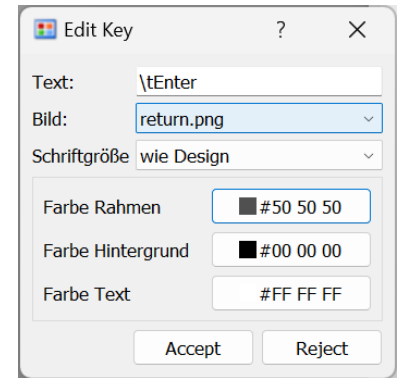 Edit Key ?
Text: \tEnter
Bild: return.png
Schriftgröße wie Design
Farbe Rahmen #50 50 50
Farbe Hintergrund #00 00 00
Farbe Text #FF FF FF
Accept Reject